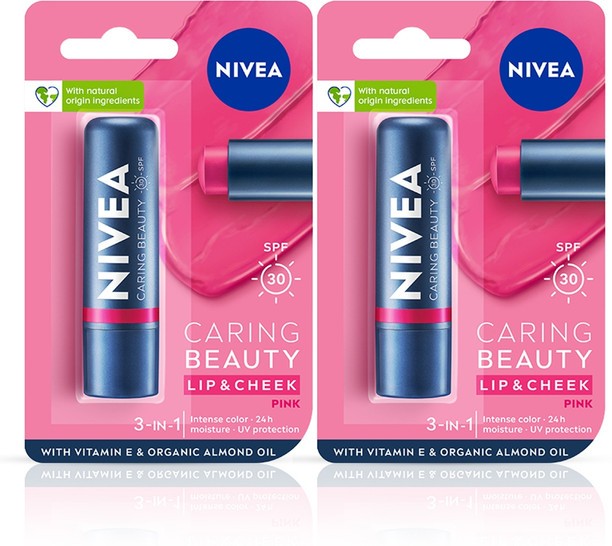 NIVEA
With natural
origin ingredients
NIVEA
CARING BEAUTY 30 SPF
SPF
30
CARING
BEAUTY
LIP & CHEEK
PINK
3-IN-1
Intense color · 24h
moisture · UV protection
WITH VITAMIN E & ORGANIC ALMOND OIL
NIVEA
With natural
origin ingredients
NIVEA
CARING BEAUTY 30 SPF
SPF
30
CARING
BEAUTY
LIP & CHEEK
PINK
3-IN-1
Intense color · 24h
moisture · UV protection
WITH VITAMIN E & ORGANIC ALMOND OIL